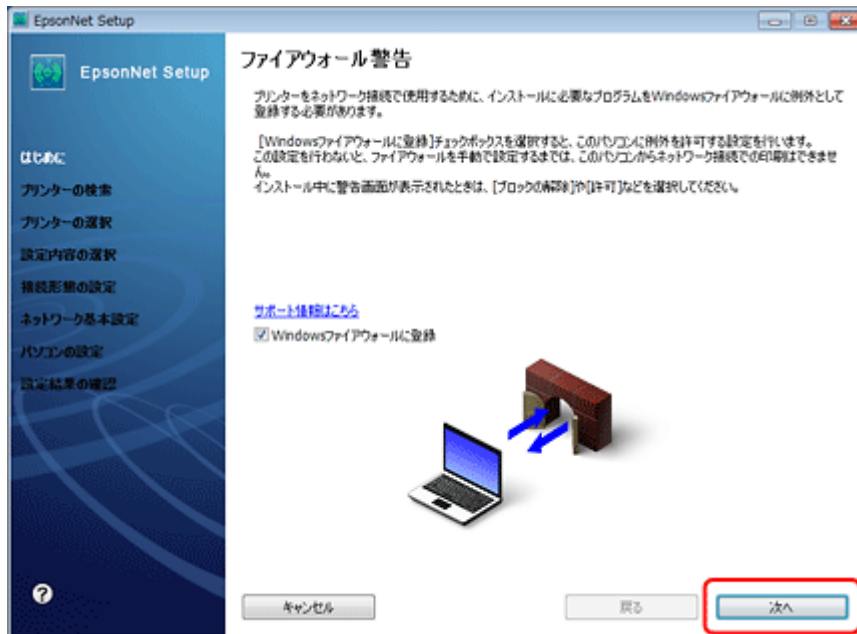 EpsonNet Setup
EpsonNet Setup
はじめに
プリンターの検索
プリンターの選択
設定内容の選択
接続形態の設定
ネットワーク基本設定
パソコンの設定
設定結果の確認
ファイアウォール警告
プリンターをネットワーク接続で使用するために、インストールに必要なプログラムをWindowsファイアウォールに例外として
登録する必要があります。
[Windowsファイアウォールに登録]チェックボックスを選択すると、このパソコンに例外を許可する設定を行います。
この設定を行わないと、ファイアウォールを手動で設定するまでは、このパソコンからネットワーク接続での印刷はできませ
ん。
インストール中に警告画面が表示されたときは、[ブロックの解除]や[許可]などを選択してください。
サポート情報はこちら
Windowsファイアウォールに登録
?
キャンセル
戻る
次へ